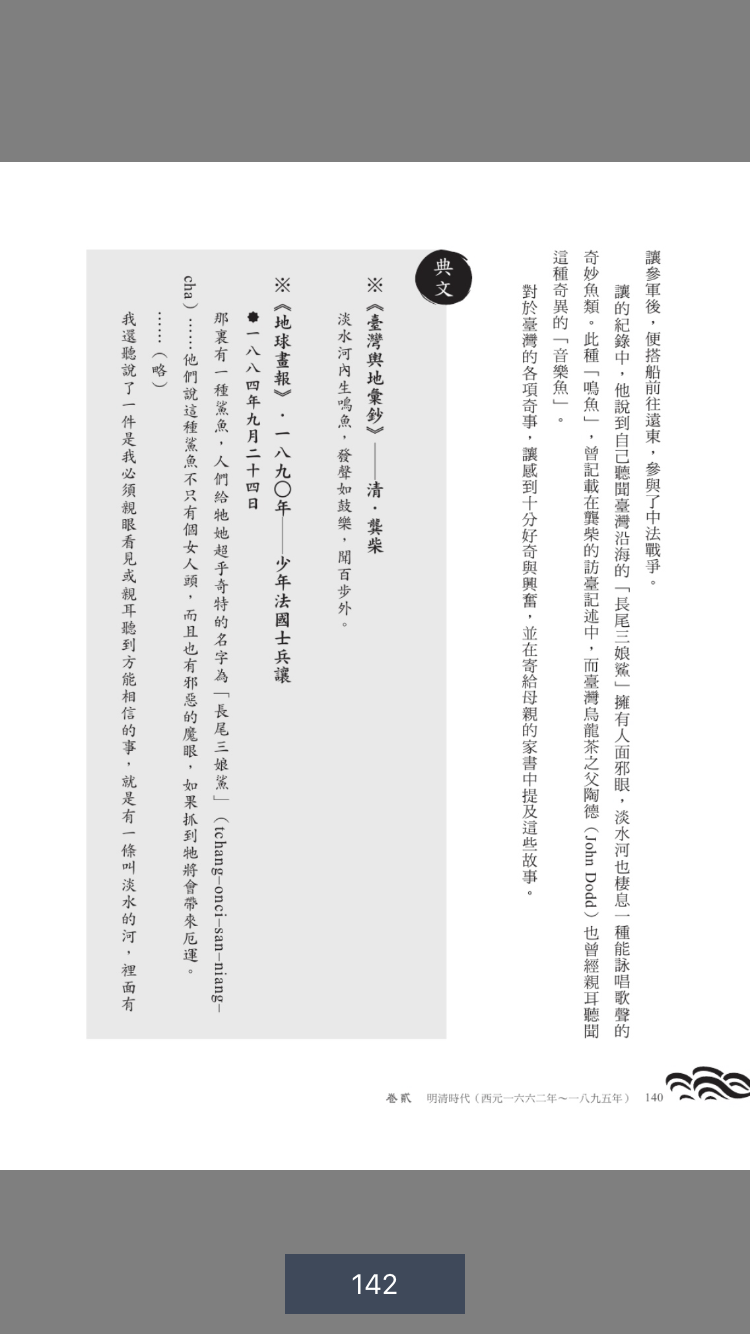 讓參軍後，便搭船前往遠東，參與了中法戰爭。
讓的紀錄中，他說到自己聽聞臺灣沿海的「長尾三娘鯊」擁有人面邪眼，淡水河也棲息一種能詠唱歌聲的
奇妙魚類。此種「鳴魚」，曾記載在龔柴的訪臺記述中，而臺灣烏龍茶之父陶德（John Dodd）也曾經親耳聽聞
這種奇異的「音樂魚」。
對於臺灣的各項奇事，讓感到十分好奇與興奮，並在寄給母親的家書中提及這些故事。
典文
※《臺灣輿地彙鈔》——清．龔柴
淡水河內生鳴魚，發聲如鼓樂，聞百步外。
※《地球畫報》．一八九〇年——少年法國士兵讓
●一八八四年九月二十四日
那裏有一種鯊魚，人們給牠她超乎奇特的名字為「長尾三娘鯊」（tchang–onci–san–niang–
cha）……他們說這種鯊魚不只有個女人頭，而且也有邪惡的魔眼，如果抓到牠將會帶來厄運。
……（略）
我還聽說了一件是我必須親眼看見或親耳聽到方能相信的事，就是有一條叫淡水的河，裡面有
卷貳　明清時代（西元一六六二年～一八九五年）　140
142